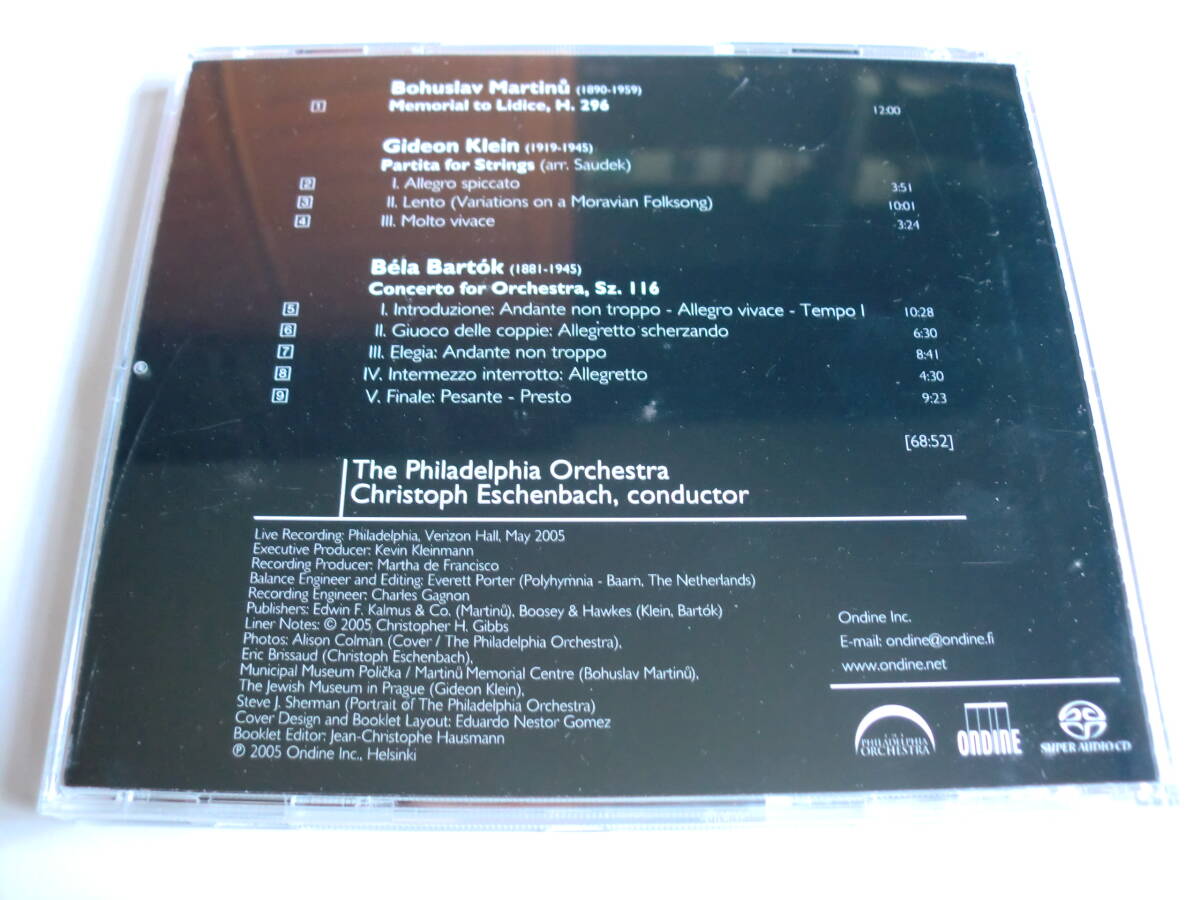 Bohuslav Martinů (1890-1959)
1 Memorial to Lidice, H. 296 12:00
Gideon Klein (1919-1945)
Partita for Strings (arr. Saudek)
2 I. Allegro spiccato 3:51
3 II. Lento (Variations on a Moravian Folksong) 10:01
4 III. Molto vivace 3:24
Béla Bartók (1881-1945)
Concerto for Orchestra, Sz. 116
5 I. Introduzione: Andante non troppo - Allegro vivace - Tempo I 10:28
6 II. Giuoco delle coppie: Allegretto scherzando 6:30
7 III. Elegia: Andante non troppo 8:41
8 IV. Intermezzo interrotto: Allegretto 4:30
9 V. Finale: Pesante - Presto 9:23
[68:52]
The Philadelphia Orchestra
Christoph Eschenbach, conductor
Live Recording: Philadelphia, Verizon Hall, May 2005
Executive Producer: Kevin Kleinmann
Recording Producer: Martha de Francisco
Balance Engineer and Editing: Everett Porter (Polyhymnia - Baarn, The Netherlands)
Recording Engineer: Charles Gagnon
Publishers: Edwin F. Kalmus & Co. (Martinů), Boosey & Hawkes (Klein, Bartók)
Liner Notes: © 2005 Christopher H. Gibbs
Photos: Alison Colman (Cover / The Philadelphia Orchestra),
Eric Brissaud (Christoph Eschenbach),
Municipal Museum Polička / Martinů Memorial Centre (Bohuslav Martinů),
The Jewish Museum in Prague (Gideon Klein),
Steve J. Sherman (Portrait of The Philadelphia Orchestra)
Cover Design and Booklet Layout: Eduardo Nestor Gomez
Booklet Editor: Jean-Christophe Hausmann
℗ 2005 Ondine Inc., Helsinki
Ondine Inc.
E-mail: ondine@ondine.fi
www.ondine.net
THE
PHILADELPHIA
ORCHESTRA
ONDINE
SUPER AUDIO CD